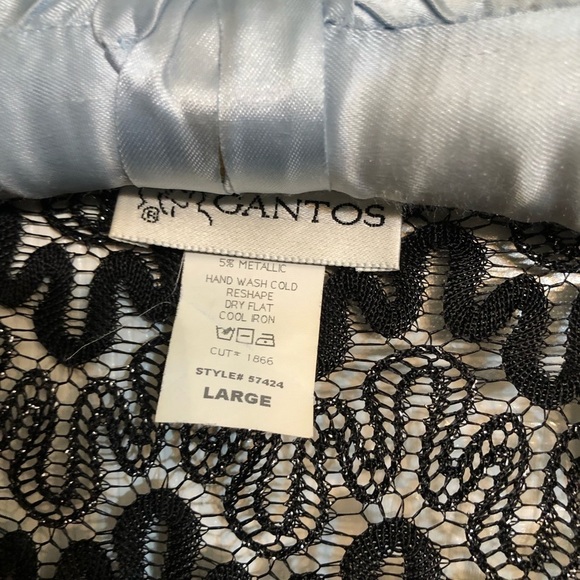 GANTOS
5% METALLIC
HAND WASH COLD
RESHAPE
DRY FLAT
COOL IRON
CUT# 1866
STYLE# 57424
LARGE